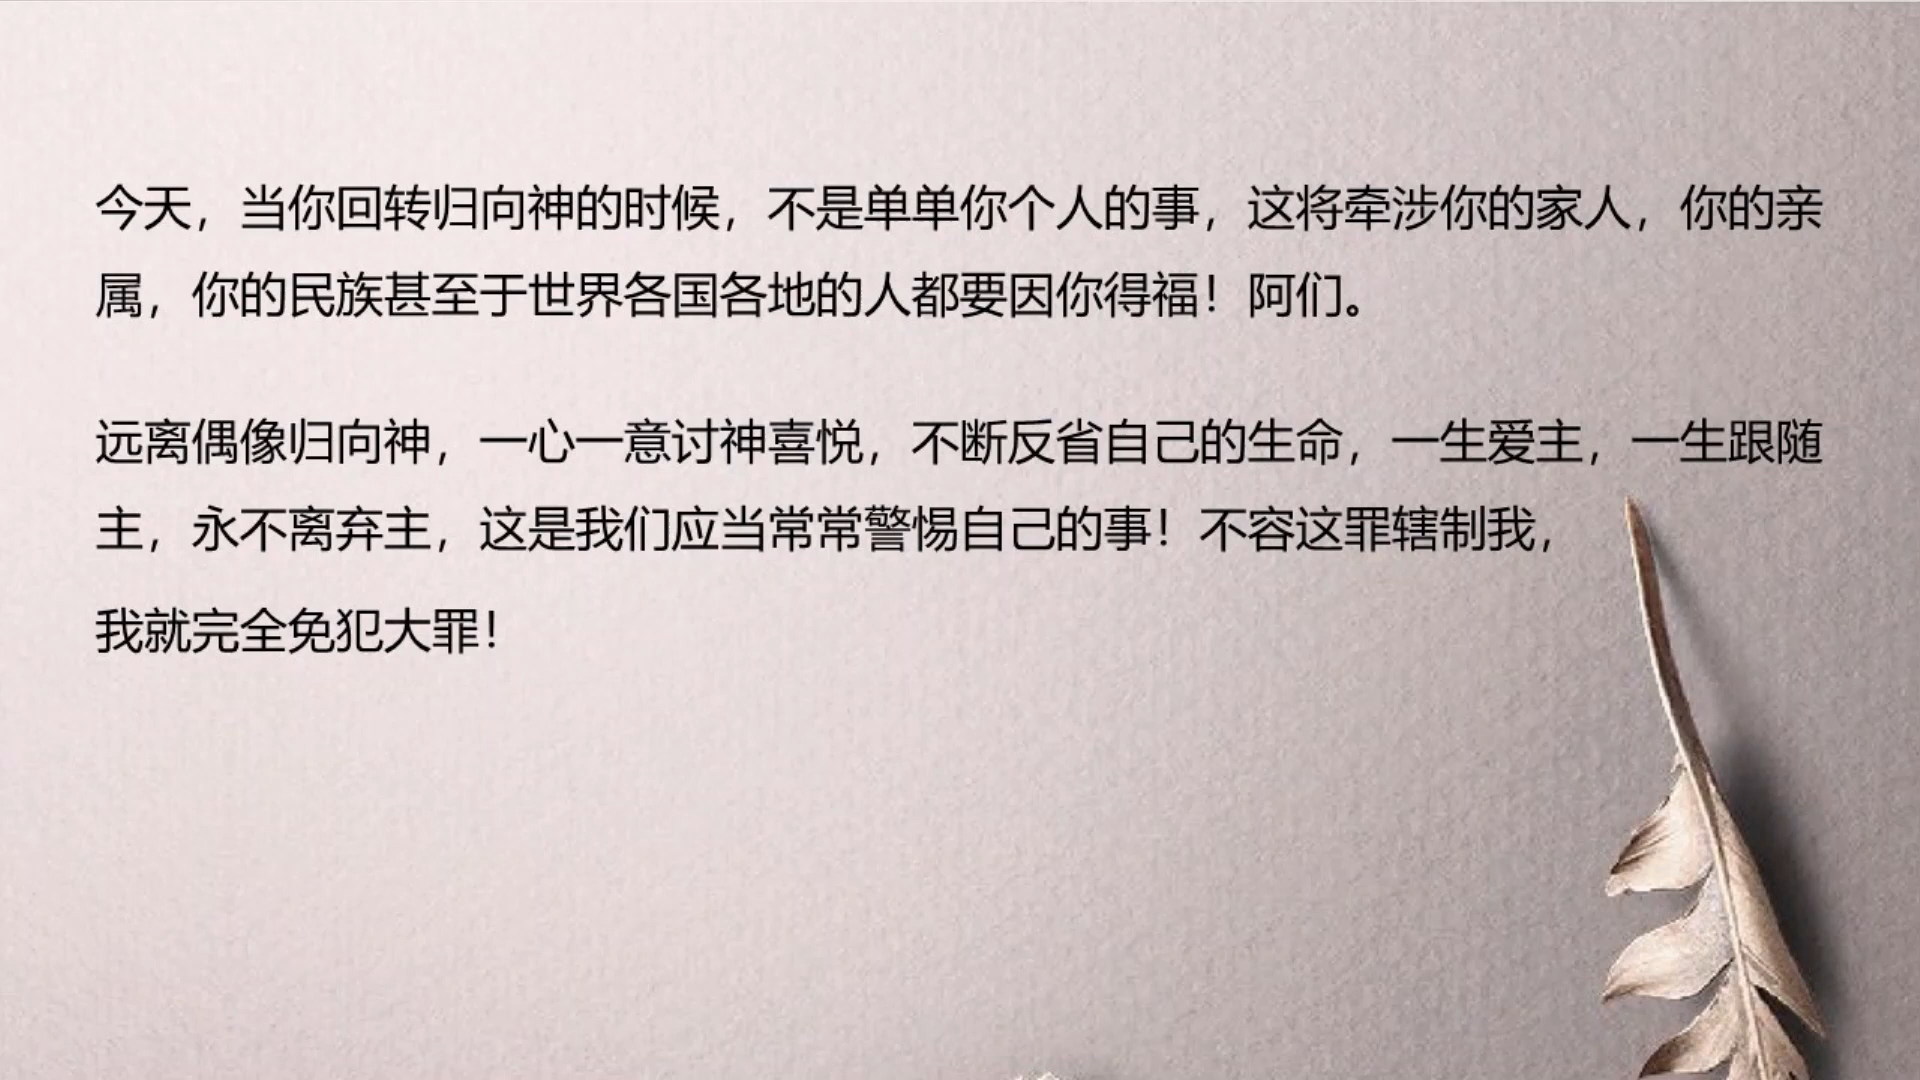 今天，当你回转归向神的时候，不是单单你个人的事，这将牵涉你的家人，你的亲
属，你的民族甚至于世界各国各地的人都要因你得福！阿们。
远离偶像归向神，一心一意讨神喜悦，不断反省自己的生命，一生爱主，一生跟随
主，永不离弃主，这是我们应当常常警惕自己的事！不容这罪辖制我，
我就完全免犯大罪！